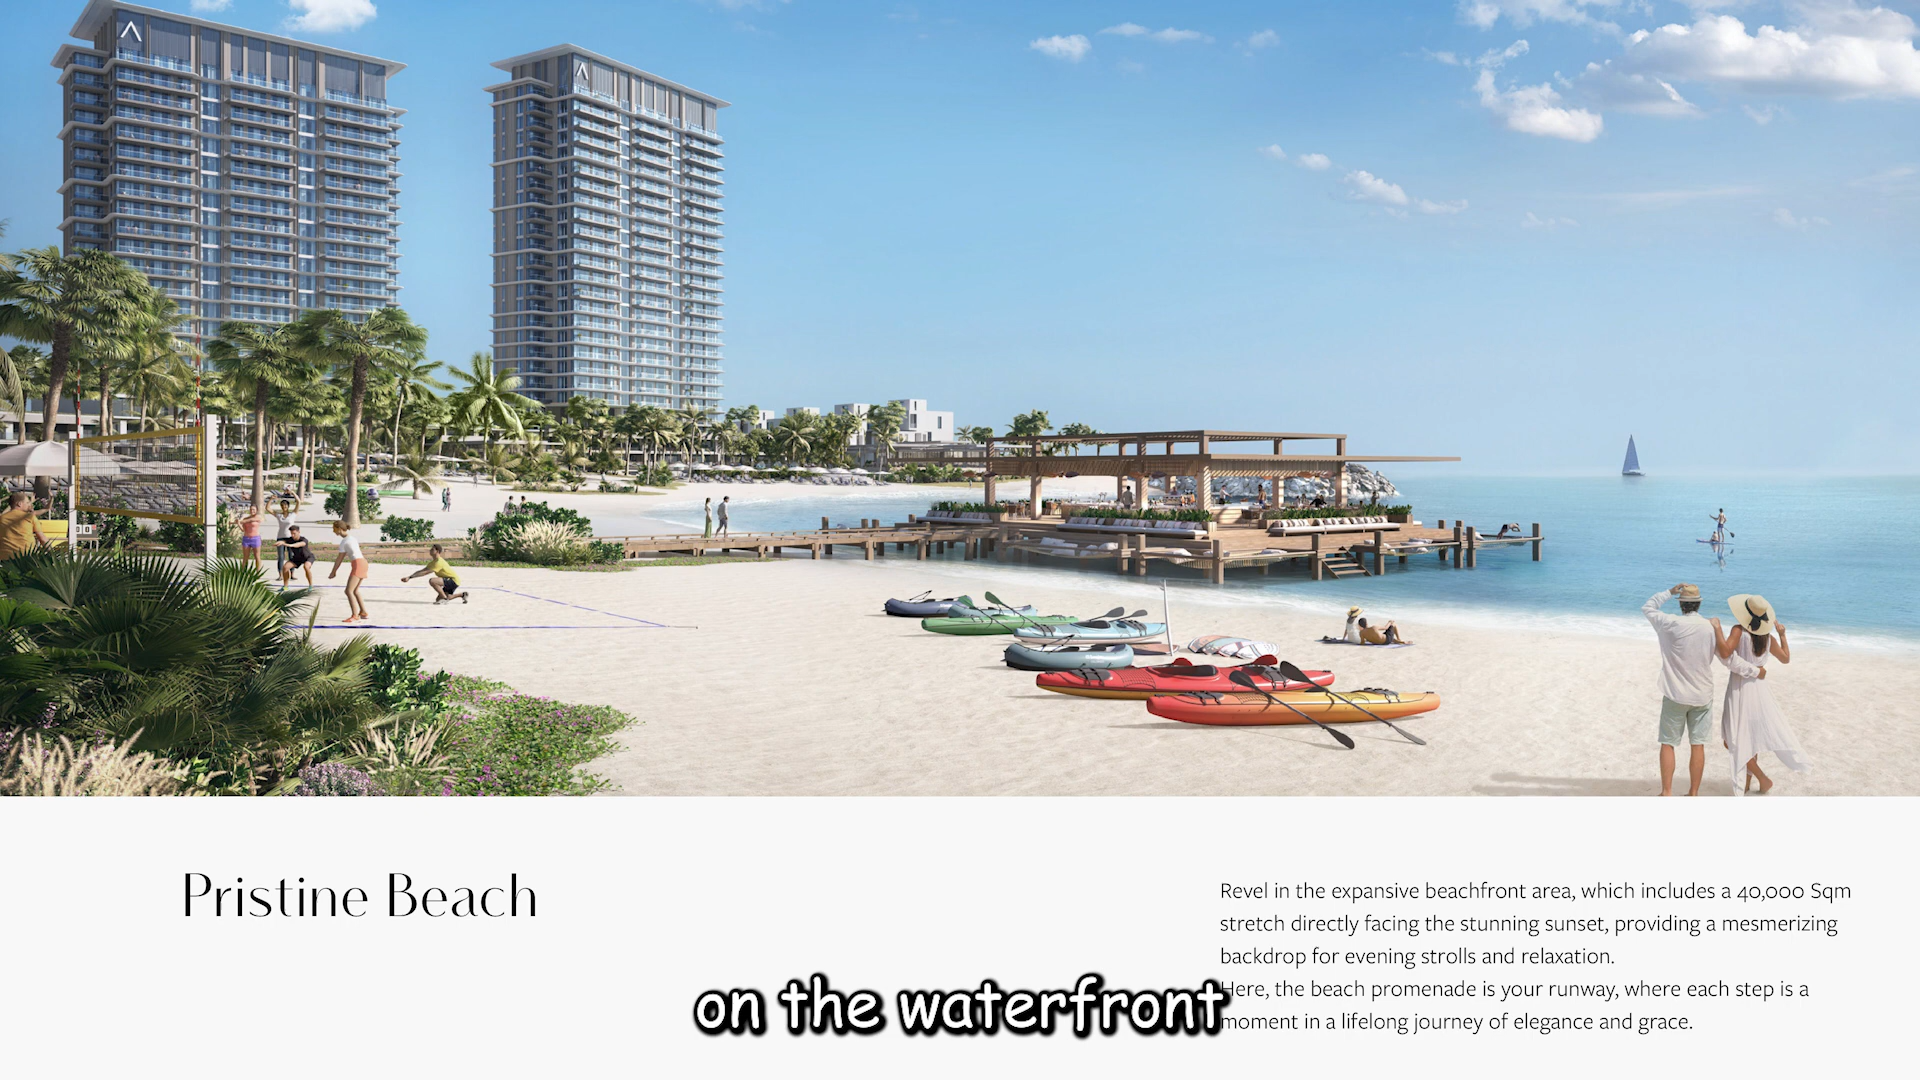 Pristine Beach
Revel in the expansive beachfront area, which includes a 40,000 Sqm
stretch directly facing the stunning sunset, providing a mesmerizing
backdrop for evening strolls and relaxation.
Here, the beach promenade is your runway, where each step is a
moment in a lifelong journey of elegance and grace.
on the waterfront